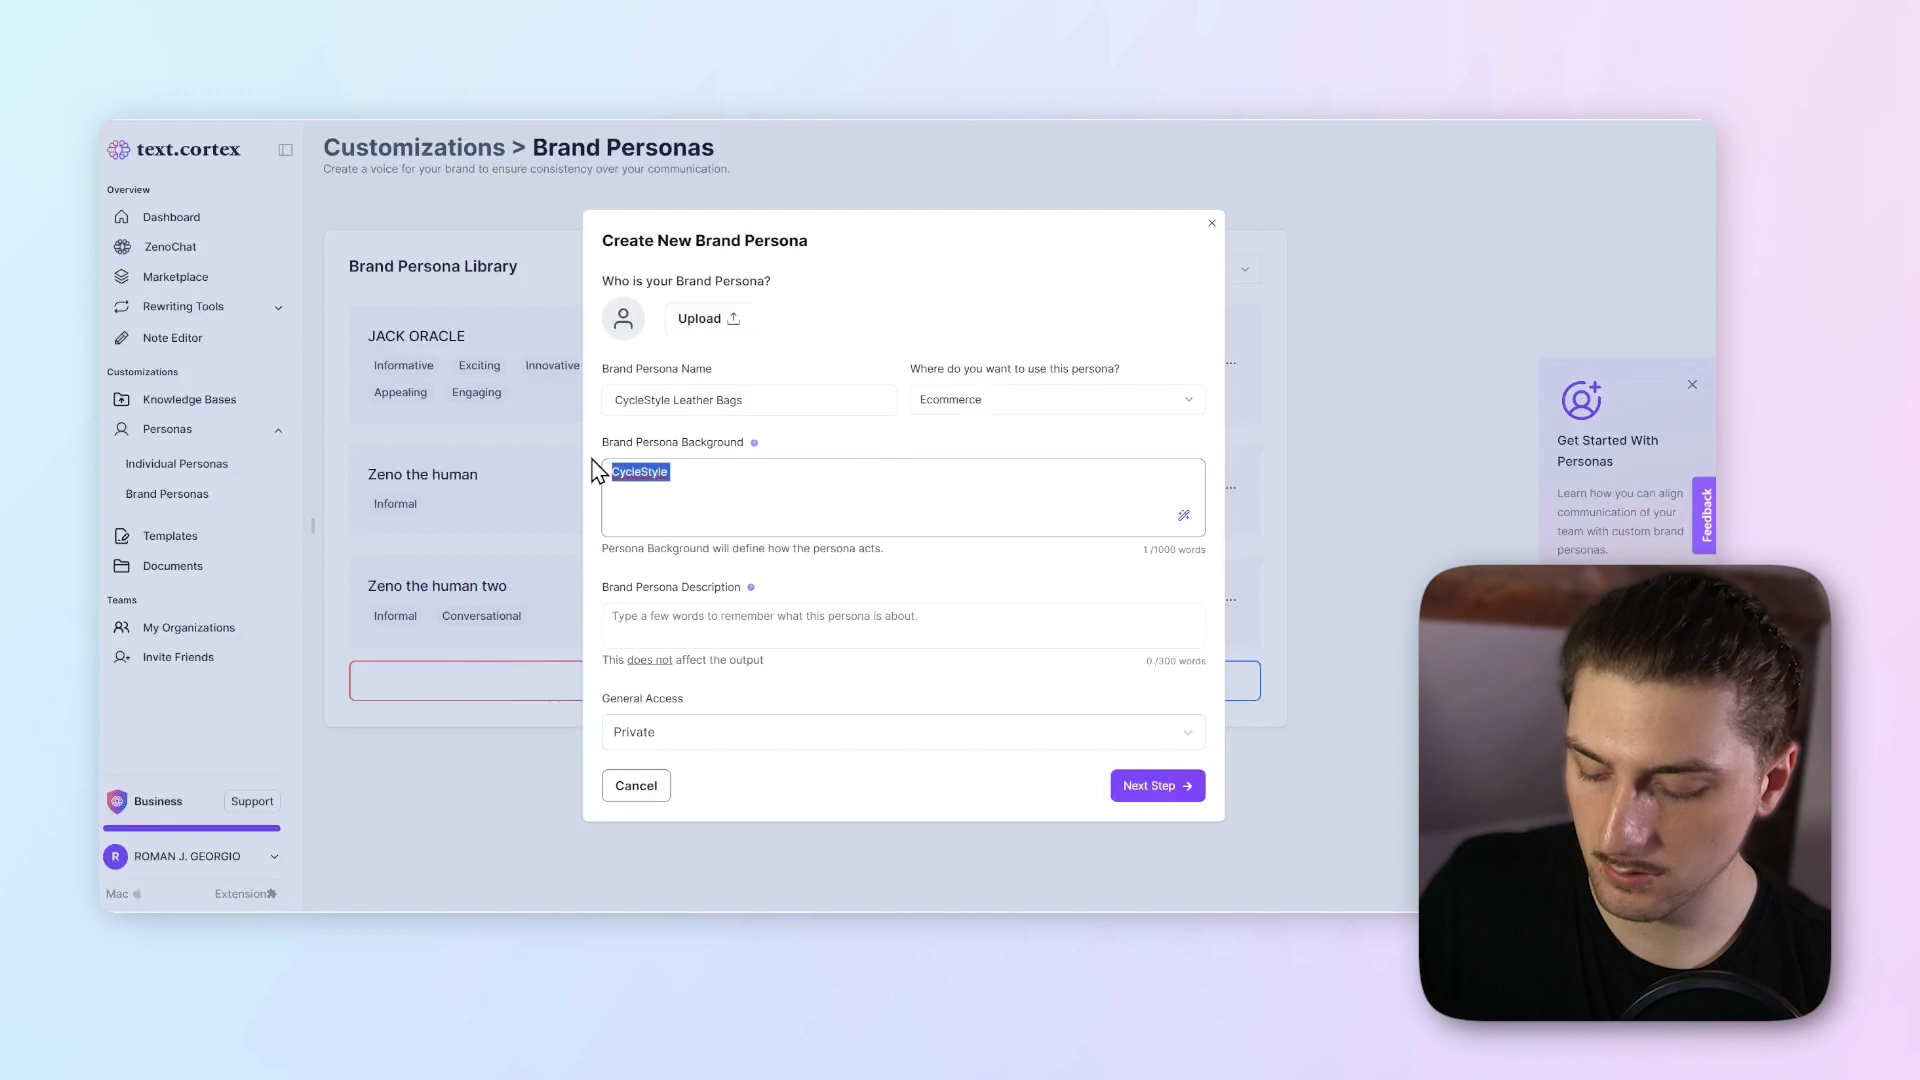 text.cortex
Customizations > Brand Personas
Create a voice for your brand to ensure consistency over your communication.
Overview
Dashboard
ZenoChat
Marketplace
Rewriting Tools
Note Editor
Customizations
Knowledge Bases
Personas
Individual Personas
Brand Personas
Templates
Documents
Teams
My Organizations
Invite Friends
Business
Support
R
ROMAN J. GEORGIO
Mac
Extension
Brand Persona Library
JACK ORACLE
Informative Exciting Innovative
Appealing Engaging
Zeno the human
Informal
Zeno the human two
Informal Conversational
Create New Brand Persona
Who is your Brand Persona?
Upload
Brand Persona Name
Where do you want to use this persona?
CycleStyle Leather Bags
Ecommerce
Brand Persona Background
CycleStyle
Persona Background will define how the persona acts.
1 /1000 words
Brand Persona Description
Type a few words to remember what this persona is about.
This does not affect the output
0 /300 words
General Access
Private
Cancel
Next Step
Get Started With
Personas
Learn how you can align
communication of your
team with custom brand
personas.
Feedback